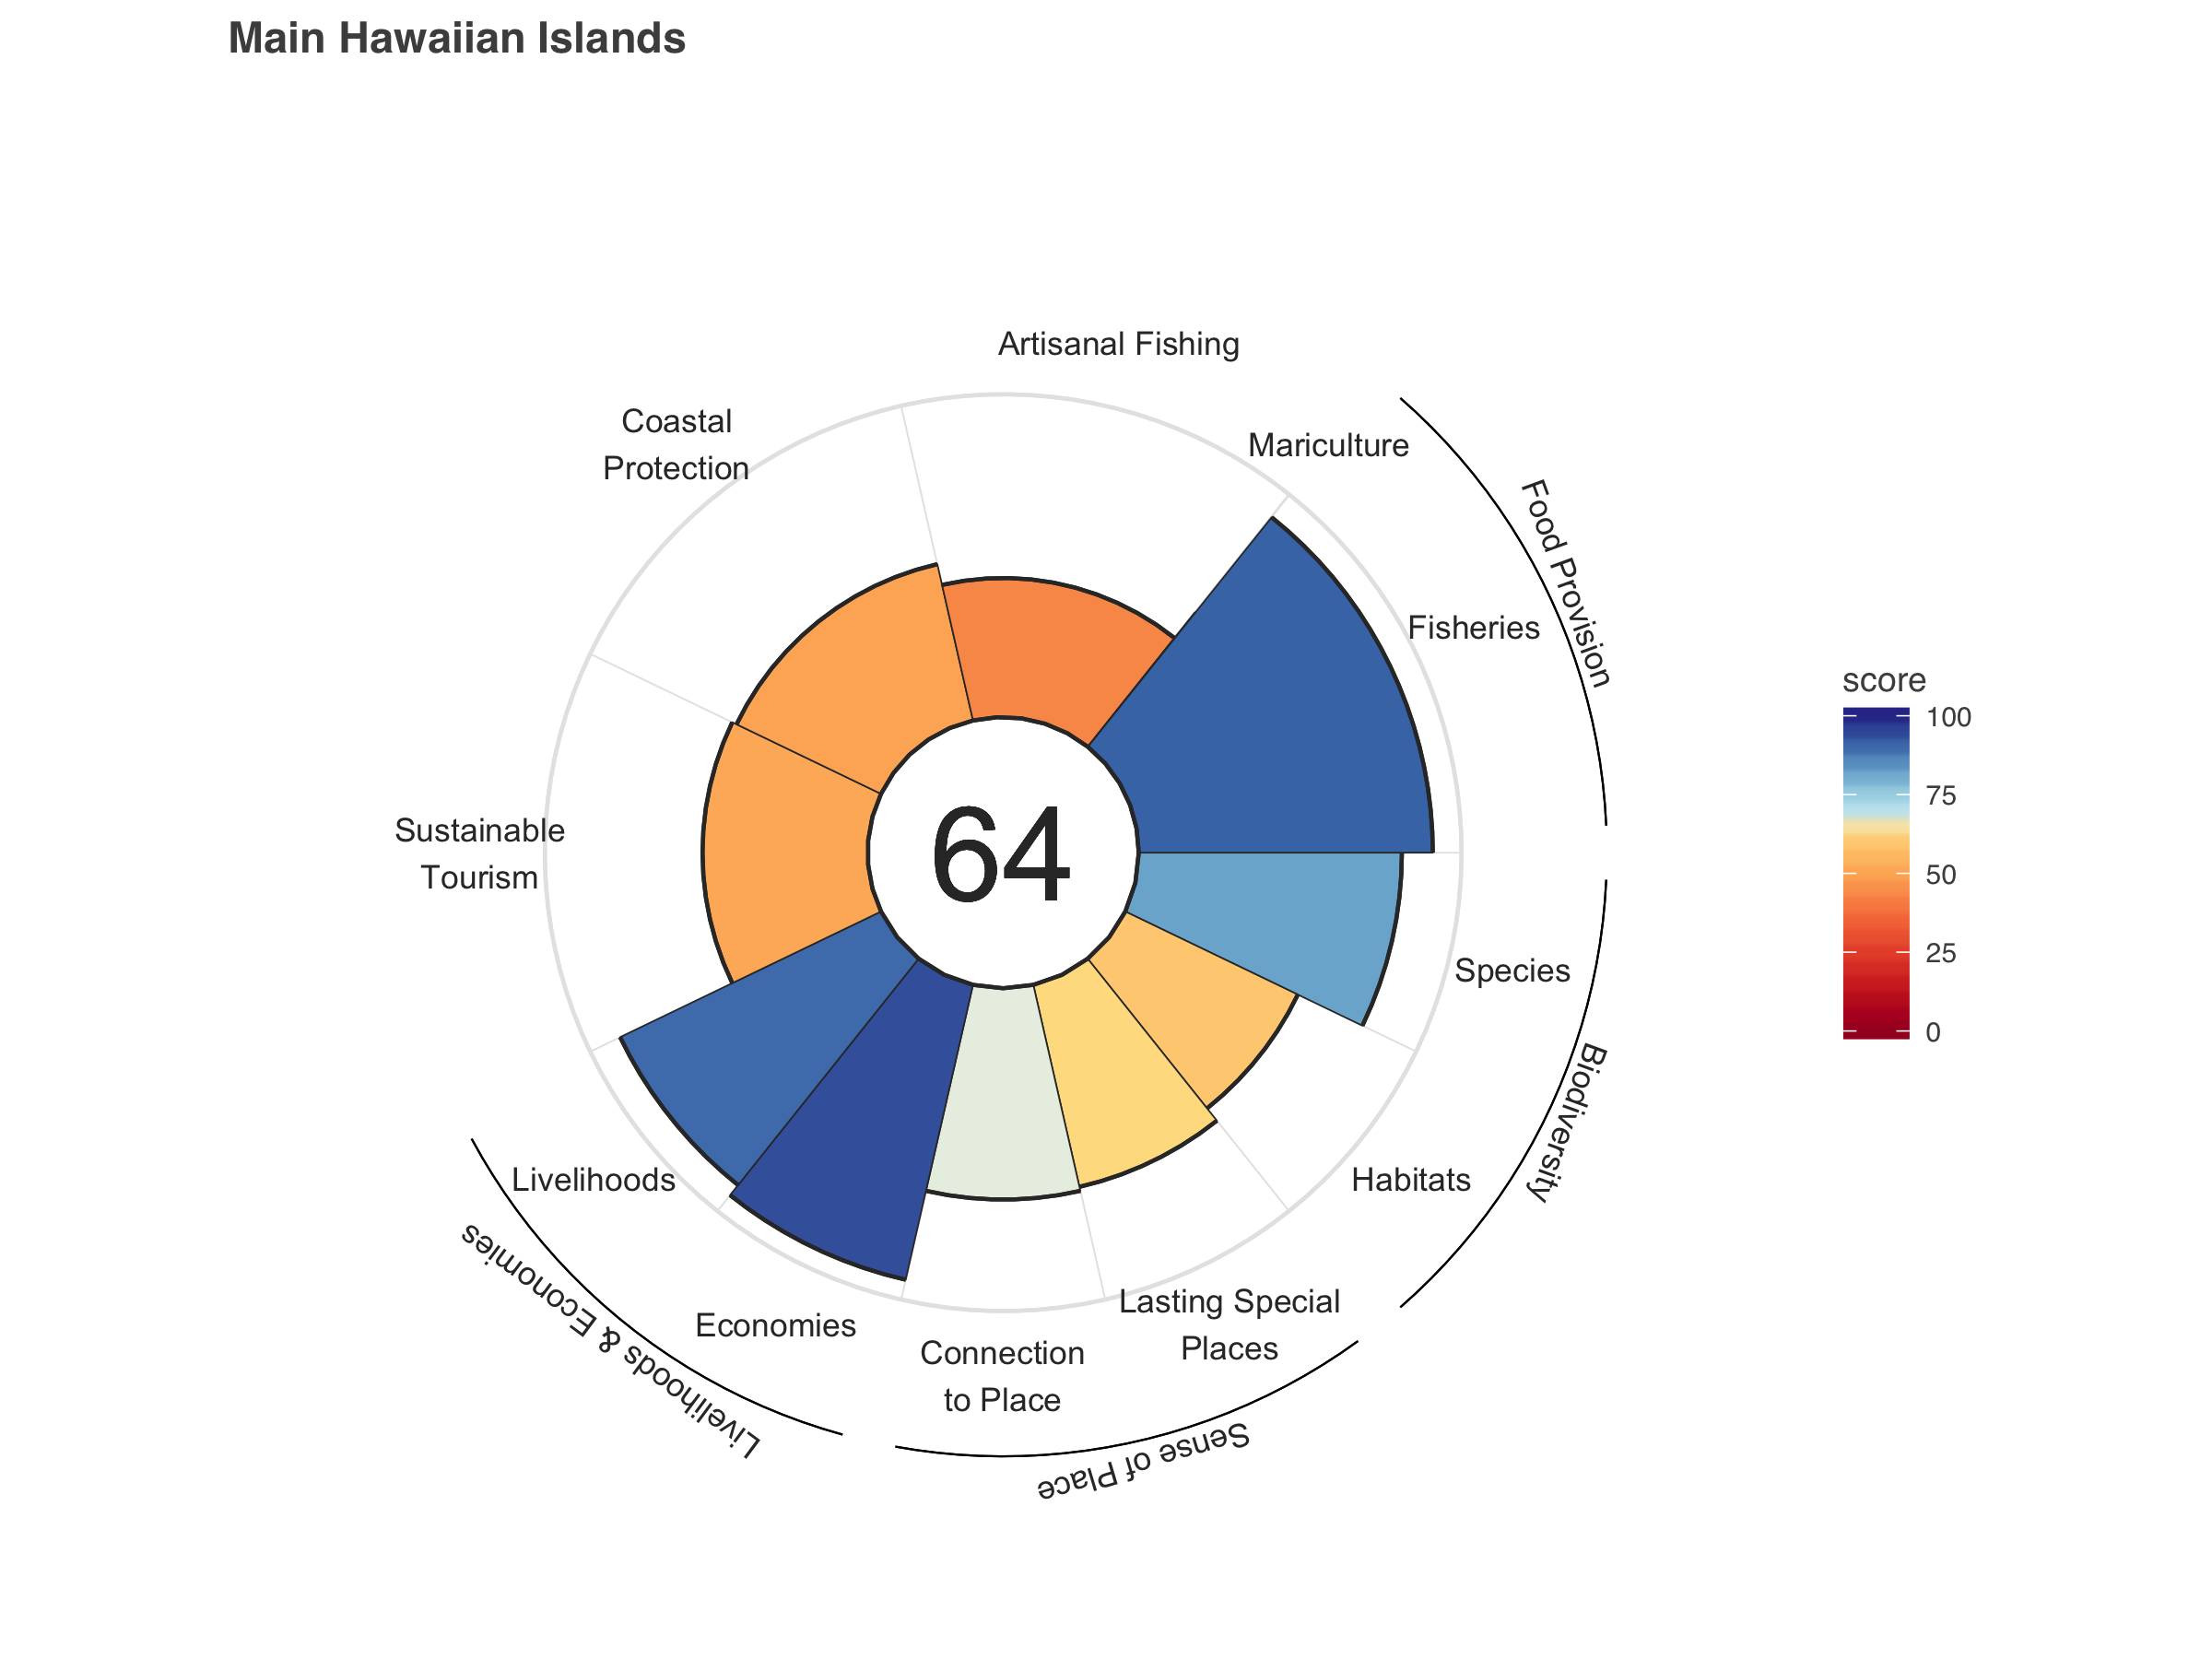 Main Hawaiian Islands
Artisanal Fishing
Coastal
Protection
Mariculture
Food Provision
Fisheries
score
100
75
50
25
0
64
Sustainable
Tourism
Species
Biodiversity
Habitats
Livelihoods
Livelihoods & Economies
Economies
Lasting Special
Places
Connection
to Place
Sense of Place